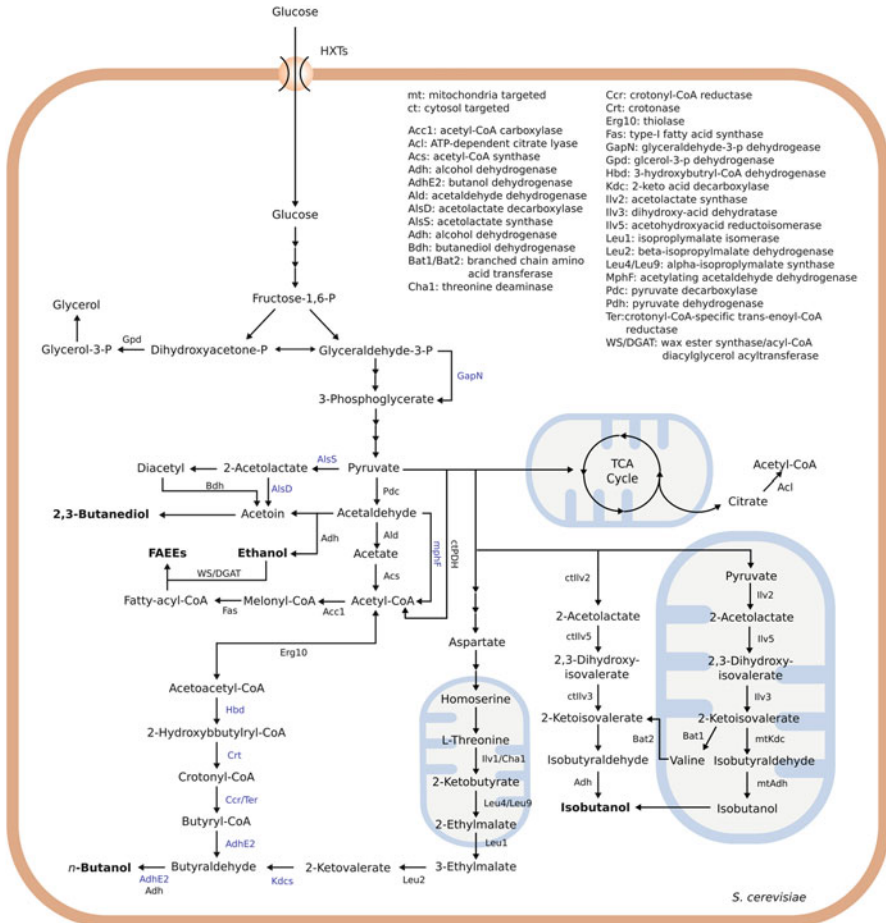 Glucose
HXTs
mt: mitochondria targeted
ct: cytosol targeted
Acc1: acetyl-CoA carboxylase
Acl: ATP-dependent citrate lyase
Acs: acetyl-CoA synthase
Adh: alcohol dehydrogenase
AdhE2: butanol dehydrogenase
Ald: acetaldehyde dehydrogenase
AlsD: acetolactate decarboxylase
AlsS: acetolactate synthase
Adh: alcohol dehydrogenase
Bdh: butanediol dehydrogenase
Bat1/Bat2: branched chain amino
acid transferase
Cha1: threonine deaminase
Ccr: crotonyl-CoA reductase
Crt: crotonase
Erg10: thiolase
Fas: type-I fatty acid synthase
GapN: glyceraldehyde-3-p dehydrogease
Gpd: glcerol-3-p dehydrogenase
Hbd: 3-hydroxybutryl-CoA dehydrogenase
Kdc: 2-keto acid decarboxylase
Ilv2: acetolactate synthase
Ilv3: dihydroxy-acid dehydratase
Ilv5: acetohydroxyacid reductoisomerase
Leu1: isoproplymalate isomerase
Leu2: beta-isopropylmalate dehydrogenase
Leu4/Leu9: alpha-isoproplymalate synthase
MphF: acetylating acetaldehyde dehydrogenase
Pdc: pyruvate decarboxylase
Pdh: pyruvate dehydrogenase
Ter:crotonyl-CoA-specific trans-enoyl-CoA
reductase
WS/DGAT: wax ester synthase/acyl-CoA
diacylglycerol acyltransferase
Glucose
Fructose-1,6-P
Glycerol
Glycerol-3-P
Gpd
Dihydroxyacetone-P
Glyceraldehyde-3-P
GapN
3-Phosphoglycerate
Diacetyl
2-Acetolactate
AlsS
Pyruvate
TCA
Cycle
Acetyl-CoA
Acl
Citrate
Bdh
AlsD
Pdc
2,3-Butanediol
Acetoin
Acetaldehyde
Adh
Ald
mphF
ctPDH
FAEEs
Ethanol
Acetate
WS/DGAT
Acs
Fatty-acyl-CoA
Fas
Melonyl-CoA
Acc1
Acetyl-CoA
Erg10
Aspartate
Acetoacetyl-CoA
Hbd
2-Hydroxybbutylryl-CoA
Crt
Crotonyl-CoA
Ccr/Ter
Butyryl-CoA
AdhE2
n-Butanol
AdhE2
Adh
Butyraldehyde
Kdcs
2-Ketovalerate
Leu2
3-Ethylmalate
Homoserine
L-Threonine
Ilv1/Cha1
2-Ketobutyrate
Leu4/Leu9
2-Ethylmalate
Leu1
ctIlv2
2-Acetolactate
ctIlv5
2,3-Dihydroxy-
isovalerate
ctIlv3
2-Ketoisovalerate
Bat2
Isobutyraldehyde
Adh
Isobutanol
Pyruvate
Ilv2
2-Acetolactate
Ilv5
2,3-Dihydroxy-
isovalerate
Ilv3
2-Ketoisovalerate
Bat1
mtKdc
Valine
Isobutyraldehyde
mtAdh
Isobutanol
S. cerevisiae